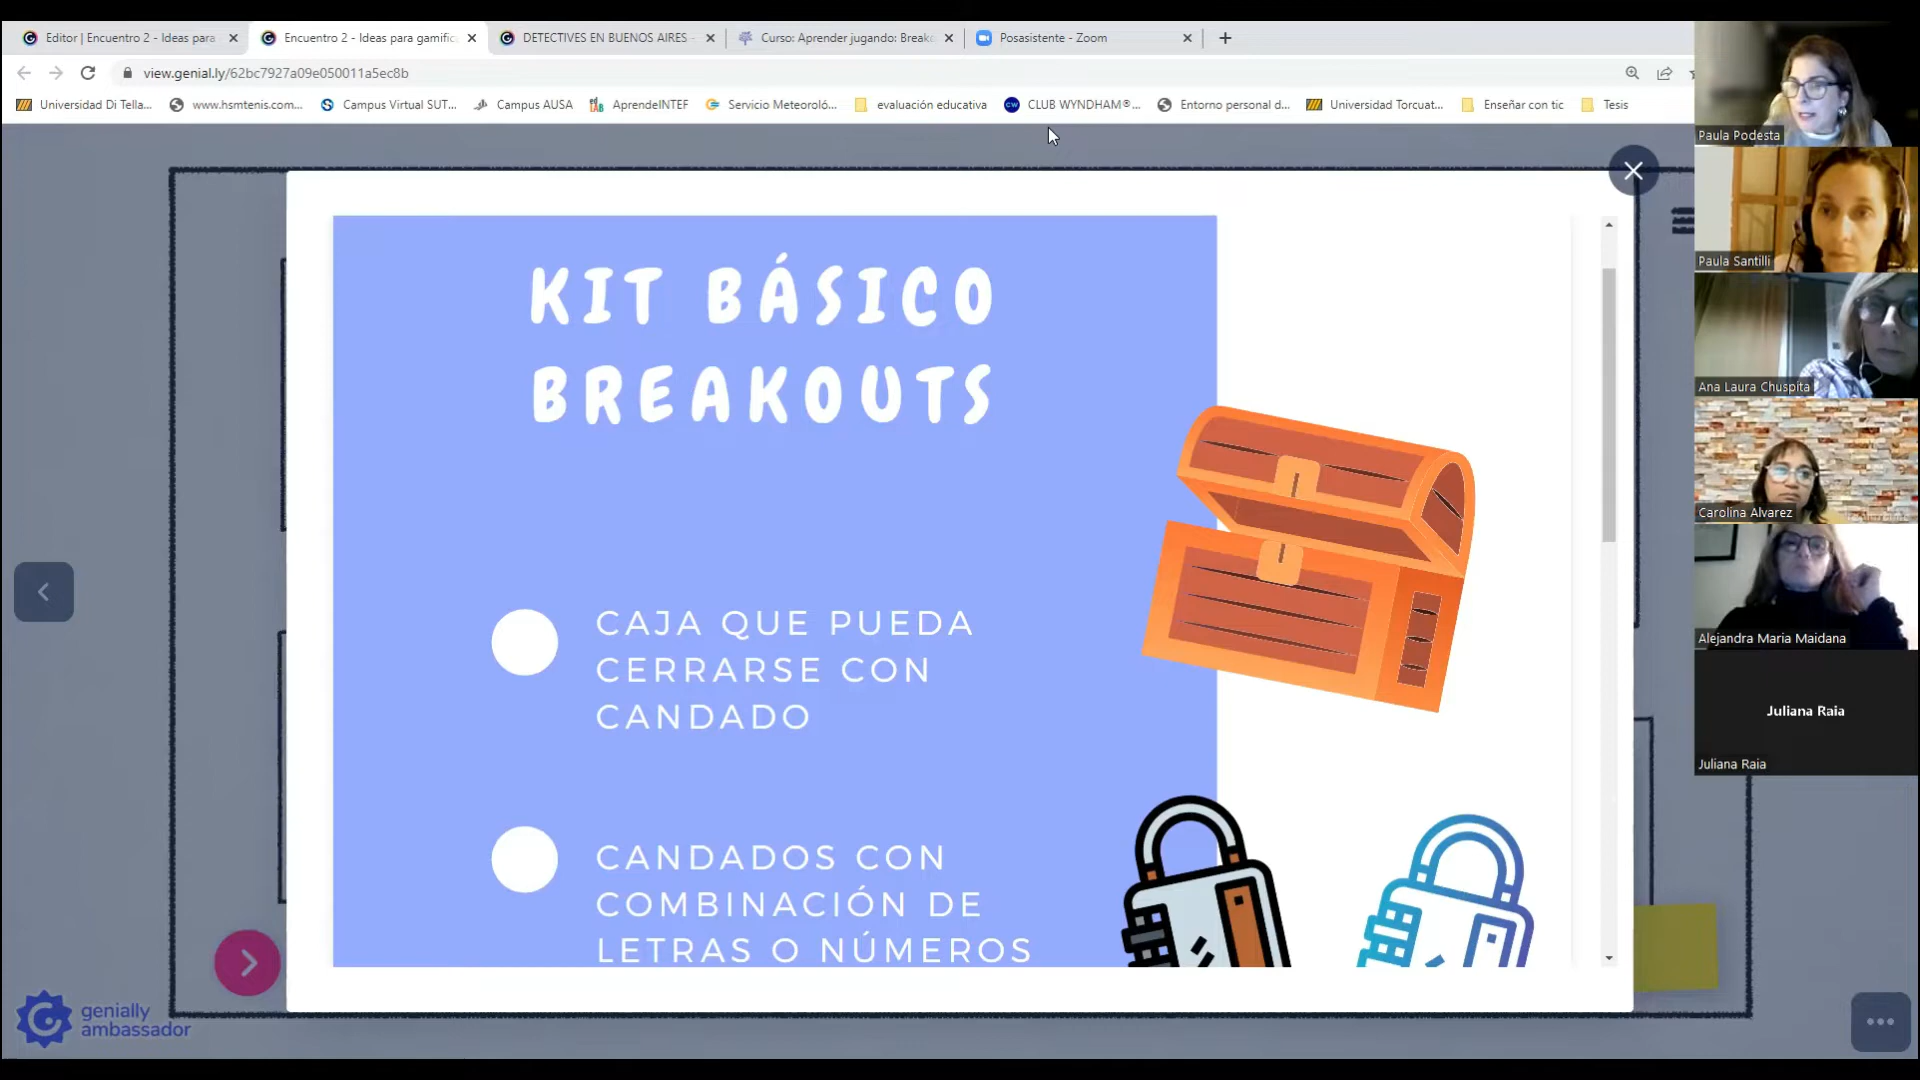 Editor | Encuentro 2 - Ideas para
Encuentro 2 - Ideas para gamific
DETECTIVES EN BUENOS AIRES -
Curso: Aprender jugando: Break
Posasistente - Zoom
view.genial.ly/62bc7927a09e050011a5ec8b
Universidad Di Tella...
www.hsmtenis.com...
Campus Virtual SUT...
Campus AUSA
AprendeINTEF
Servicio Meteoroló...
evaluación educativa
CLUB WYNDHAM®...
Entorno personal d...
Universidad Torcuat...
Enseñar con tic
Tesis
KIT BÁSICO
BREAKOUTS
CAJA QUE PUEDA
CERRARSE CON
CANDADO
CANDADOS CON
COMBINACIÓN DE
LETRAS O NÚMEROS
genially
ambassador
Paula Podesta
Paula Santilli
Ana Laura Chuspita
Carolina Alvarez
Alejandra Maria Maidana
Juliana Raia
Juliana Raia